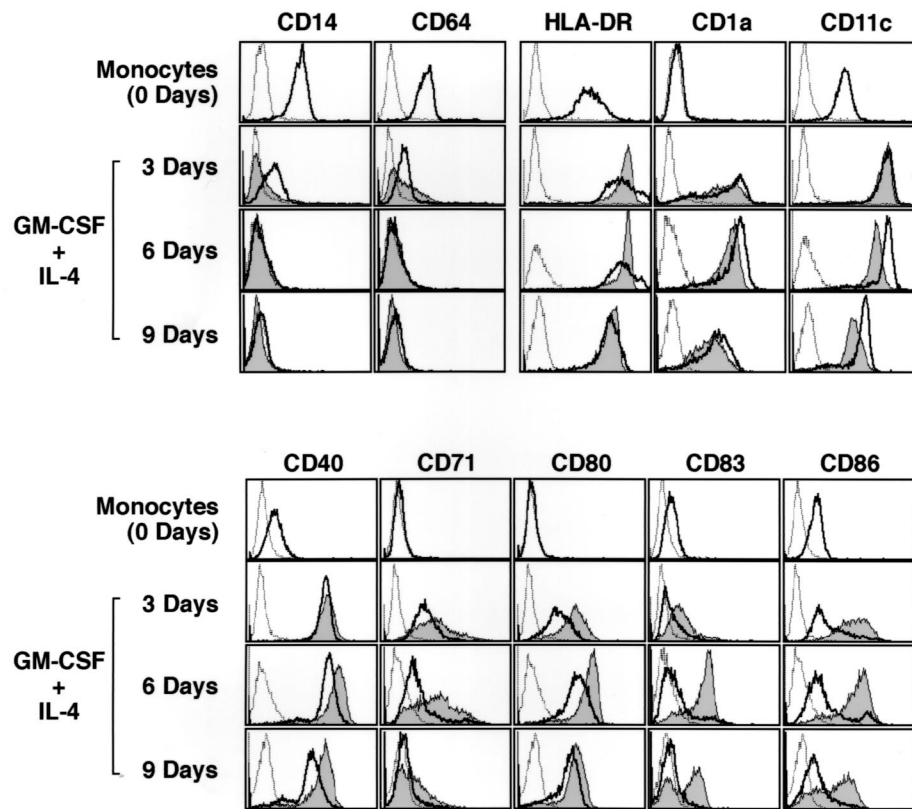 CD14 CD64 HLA-DR CD1a CD11c
Monocytes
(0 Days)
3 Days
GM-CSF
+
IL-4
6 Days
9 Days
CD40 CD71 CD80 CD83 CD86
Monocytes
(0 Days)
3 Days
GM-CSF
+
IL-4
6 Days
9 Days